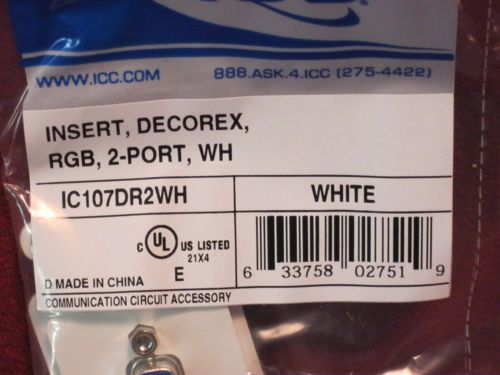 WWW.ICC.COM
888.ASK.4.ICC (275-4422)
INSERT, DECOREX,
RGB, 2-PORT, WH
IC107DR2WH
WHITE
C UL US LISTED
21X4
E
D MADE IN CHINA
COMMUNICATION CIRCUIT ACCESSORY
6 33758 02751 9